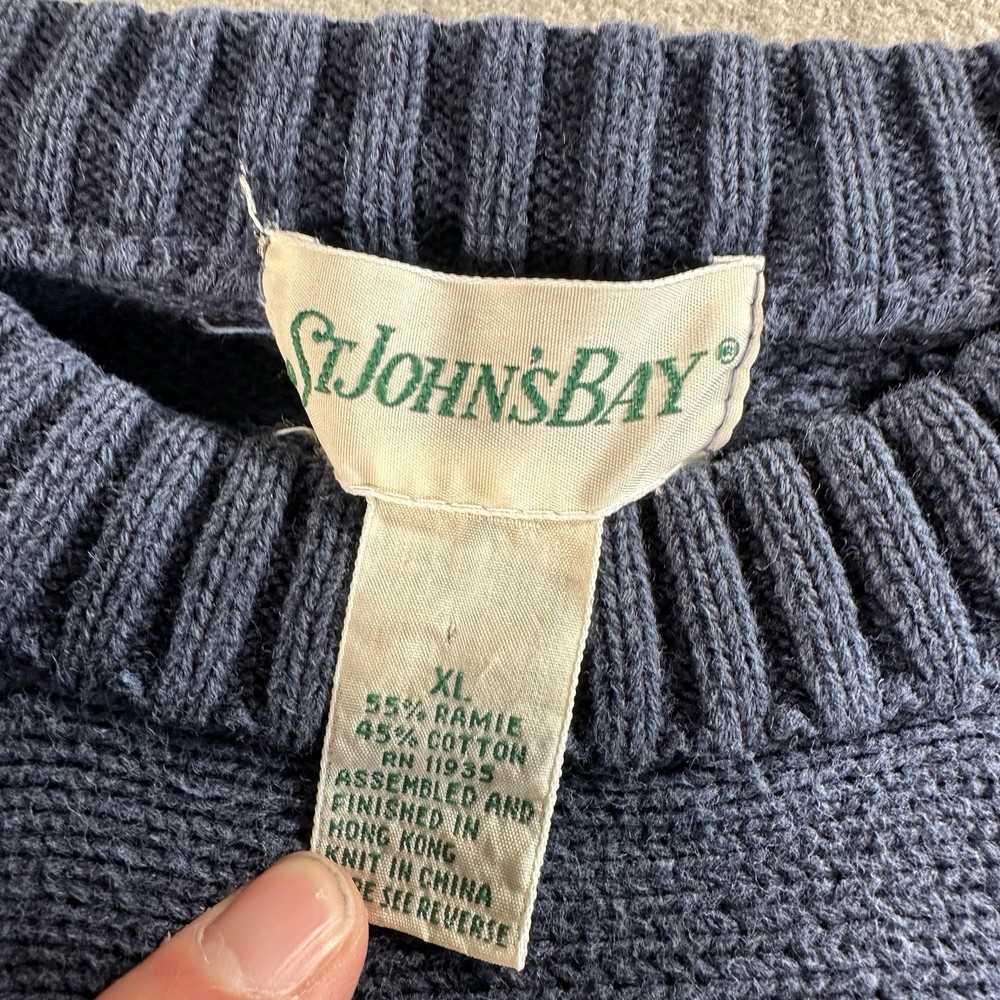 ST JOHN'S BAY®
XL
55% RAMIE
45% COTTON
RN 11935
ASSEMBLED AND
FINISHED IN
HONG KONG
KNIT IN CHINA
SEE REVERSE